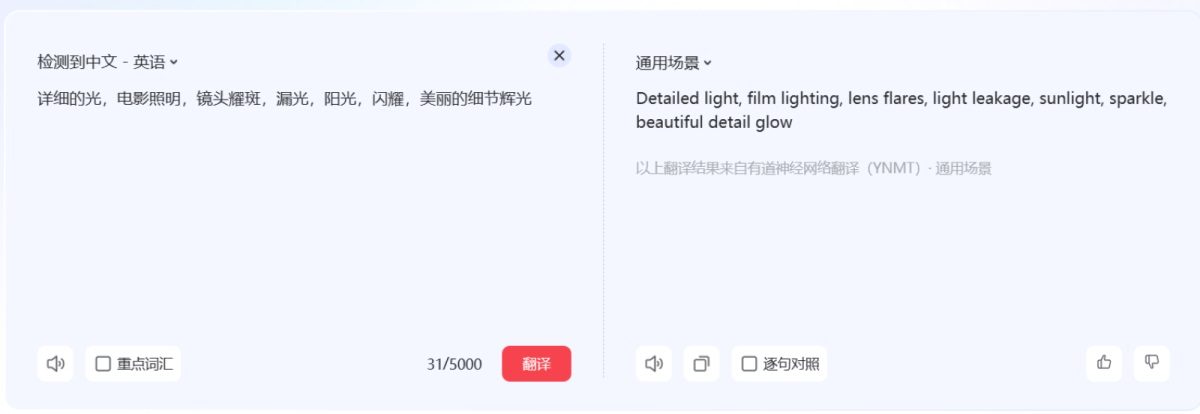 检测到中文 - 英语
详细的光，电影照明，镜头耀斑，漏光，阳光，闪耀，美丽的细节辉光
重点词汇
31/5000
翻译
通用场景
Detailed light, film lighting, lens flares, light leakage, sunlight, sparkle,
beautiful detail glow
以上翻译结果来自有道神经网络翻译（YNMT）· 通用场景
逐句对照